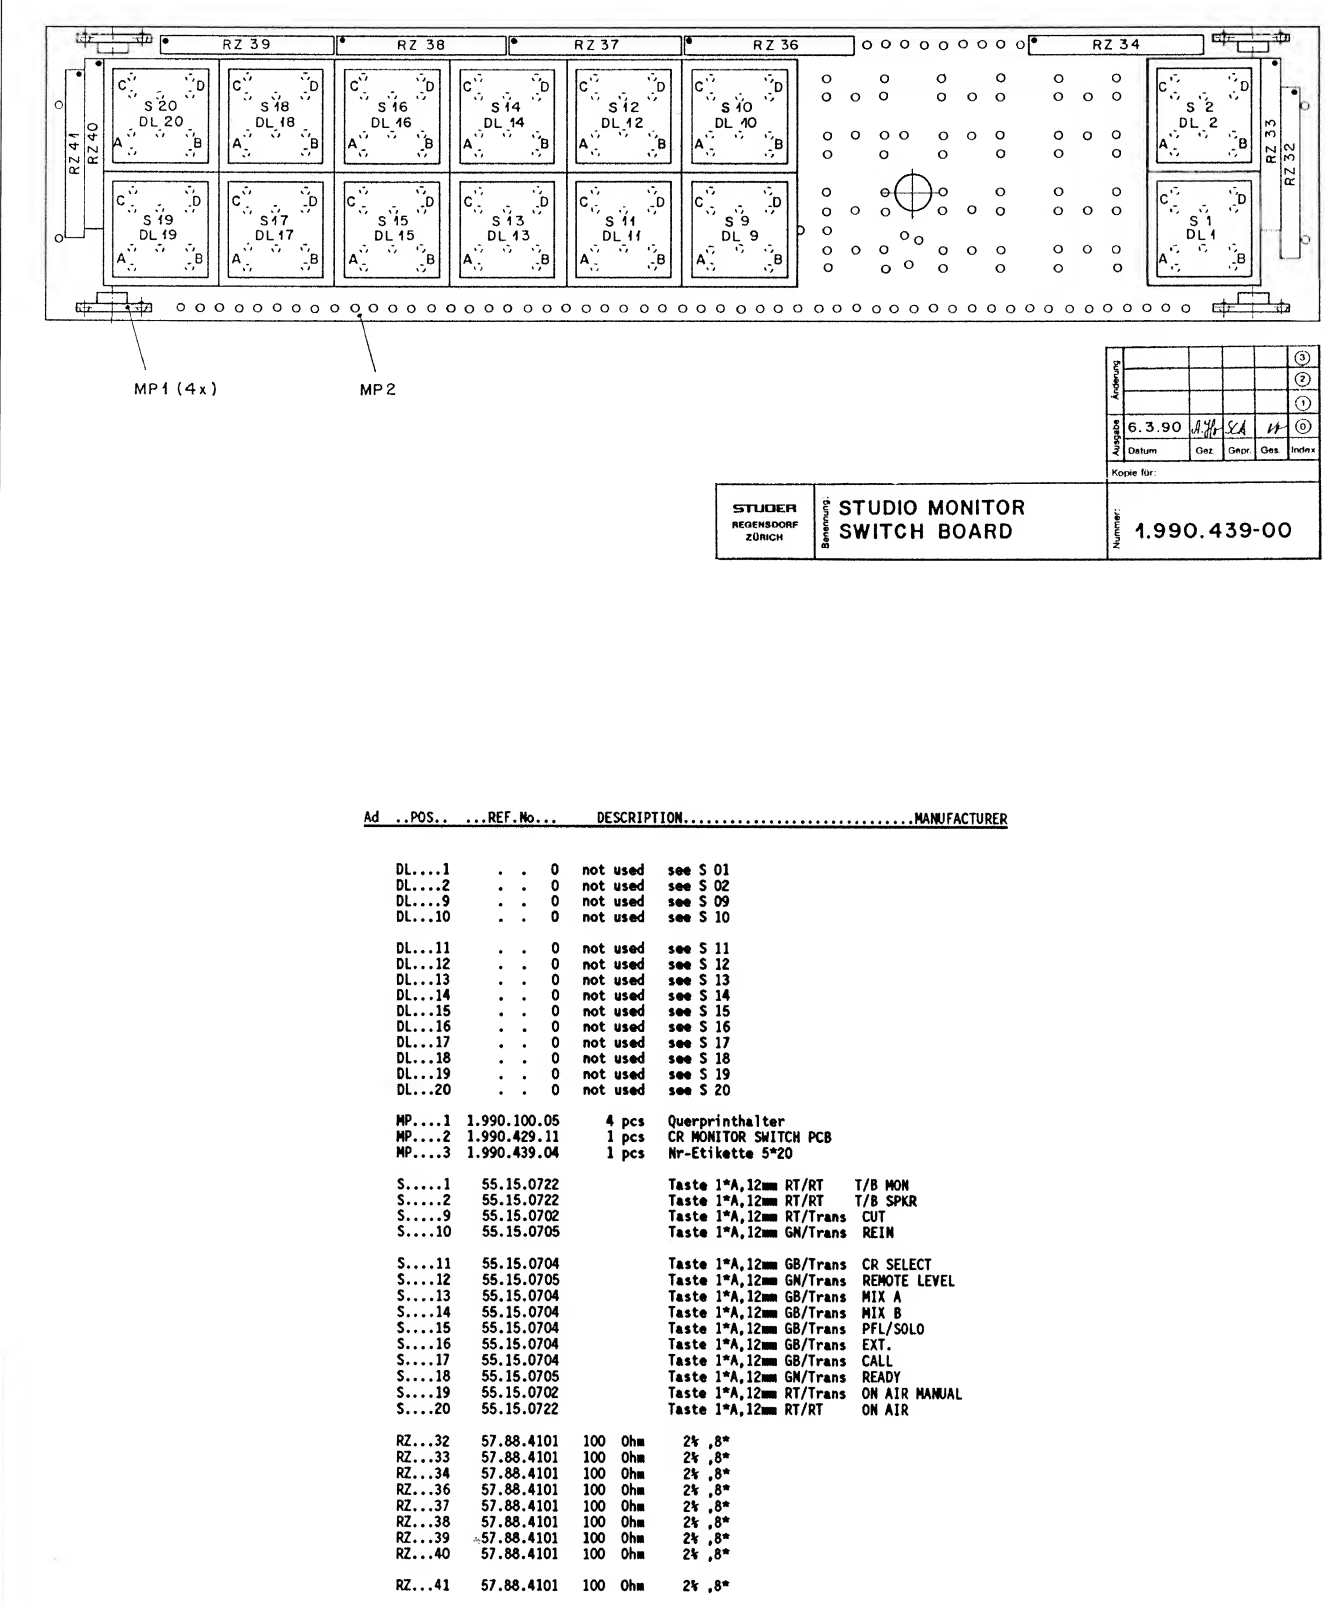 RZ 39 RZ 38 RZ 37 RZ 36 RZ 34
RZ 41 RZ 40
C D S 20 DL 20 A B
C D S 18 DL 18 A B
C D S 16 DL 16 A B
C D S 14 DL 14 A B
C D S 12 DL 12 A B
C D S 10 DL 10 A B
C D S 2 DL 2 A B
RZ 33 RZ 32
C D S 19 DL 19 A B
C D S 17 DL 17 A B
C D S 15 DL 15 A B
C D S 13 DL 13 A B
C D S 11 DL 11 A B
C D S 9 DL 9 A B
C D S 1 DL 1 A B
MP1 (4x) MP2
Änderung
3
2
1
Ausgabe 6.3.90 SCA 0
Datum Gez. Gepr. Ges. Index
Kopie für:
STUDER
REGENSDORF
ZÜRICH
Benennung:
STUDIO MONITOR
SWITCH BOARD
Nummer:
1.990.439-00
Ad ..POS.. ...REF.No... DESCRIPTION..............................MANUFACTURER
DL....1 . . 0 not used see S 01
DL....2 . . 0 not used see S 02
DL....9 . . 0 not used see S 09
DL...10 . . 0 not used see S 10
DL...11 . . 0 not used see S 11
DL...12 . . 0 not used see S 12
DL...13 . . 0 not used see S 13
DL...14 . . 0 not used see S 14
DL...15 . . 0 not used see S 15
DL...16 . . 0 not used see S 16
DL...17 . . 0 not used see S 17
DL...18 . . 0 not used see S 18
DL...19 . . 0 not used see S 19
DL...20 . . 0 not used see S 20
MP....1 1.990.100.05 4 pcs Querprinthalter
MP....2 1.990.429.11 1 pcs CR MONITOR SWITCH PCB
MP....3 1.990.439.04 1 pcs Nr-Etikette 5*20
S.....1 55.15.0722 Taste 1*A,12mm RT/RT T/B MON
S.....2 55.15.0722 Taste 1*A,12mm RT/RT T/B SPKR
S.....9 55.15.0702 Taste 1*A,12mm RT/Trans CUT
S....10 55.15.0705 Taste 1*A,12mm GN/Trans REIN
S....11 55.15.0704 Taste 1*A,12mm GB/Trans CR SELECT
S....12 55.15.0705 Taste 1*A,12mm GN/Trans REMOTE LEVEL
S....13 55.15.0704 Taste 1*A,12mm GB/Trans MIX A
S....14 55.15.0704 Taste 1*A,12mm GB/Trans MIX B
S....15 55.15.0704 Taste 1*A,12mm GB/Trans PFL/SOLO
S....16 55.15.0704 Taste 1*A,12mm GB/Trans EXT.
S....17 55.15.0704 Taste 1*A,12mm GB/Trans CALL
S....18 55.15.0705 Taste 1*A,12mm GN/Trans READY
S....19 55.15.0702 Taste 1*A,12mm RT/Trans ON AIR MANUAL
S....20 55.15.0722 Taste 1*A,12mm RT/RT ON AIR
RZ...32 57.88.4101 100 Ohm 2% ,8*
RZ...33 57.88.4101 100 Ohm 2% ,8*
RZ...34 57.88.4101 100 Ohm 2% ,8*
RZ...36 57.88.4101 100 Ohm 2% ,8*
RZ...37 57.88.4101 100 Ohm 2% ,8*
RZ...38 57.88.4101 100 Ohm 2% ,8*
RZ...39 57.88.4101 100 Ohm 2% ,8*
RZ...40 57.88.4101 100 Ohm 2% ,8*
RZ...41 57.88.4101 100 Ohm 2% ,8*